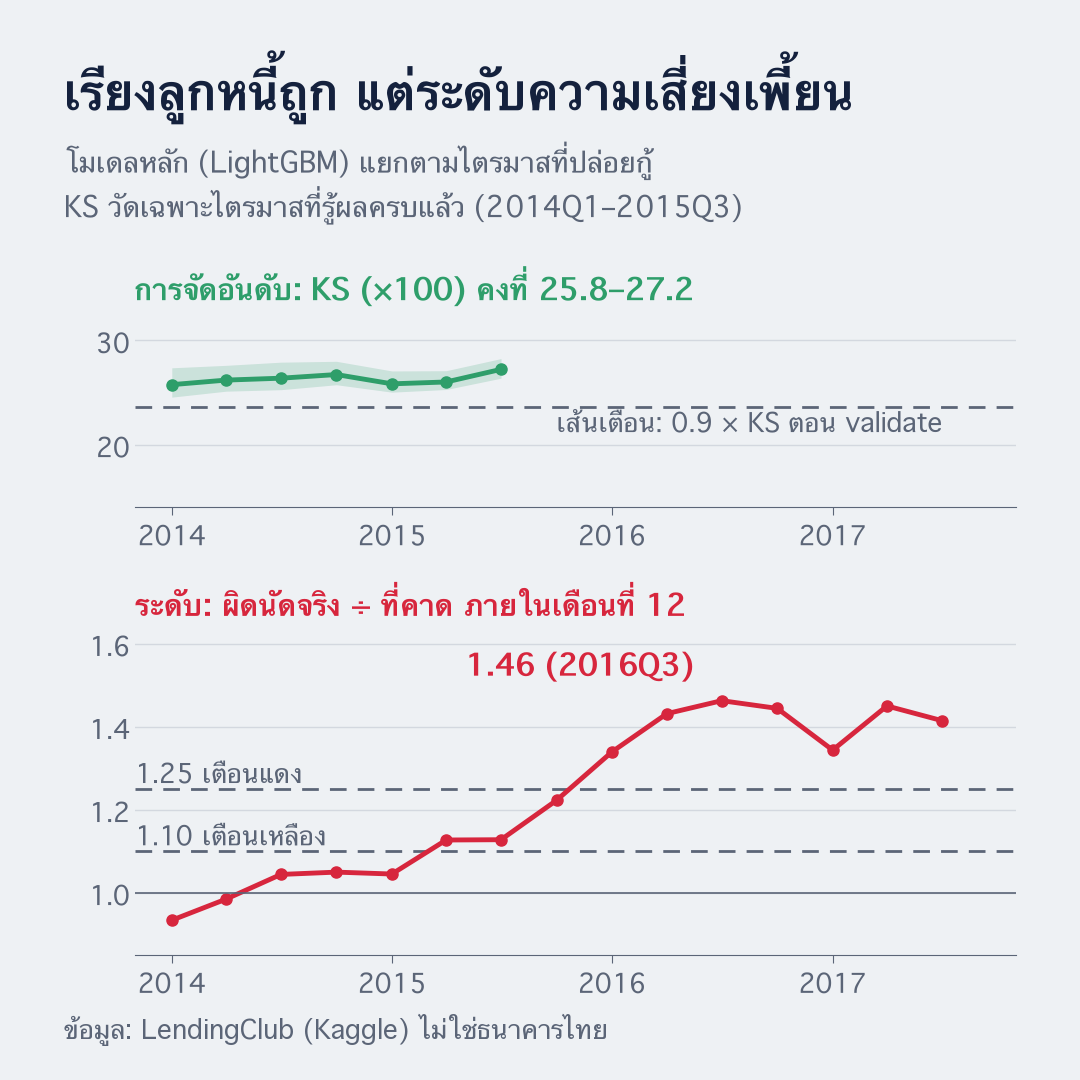 เรียงลูกหนี้ถูก แต่ระดับความเสี่ยงเพี้ยน
โมเดลหลัก (LightGBM) แยกตามไตรมาสที่ปล่อยกู้
KS วัดเฉพาะไตรมาสที่รู้ผลครบแล้ว (2014Q1–2015Q3)
การจัดอันดับ: KS (×100) คงที่ 25.8–27.2
30
เส้นเตือน: 0.9 × KS ตอน validate
20
2014 2015 2016 2017
ระดับ: ผิดนัดจริง ÷ ที่คาด ภายในเดือนที่ 12
1.6
1.46 (2016Q3)
1.4
1.25 เตือนแดง
1.2
1.10 เตือนเหลือง
1.0
2014 2015 2016 2017
ข้อมูล: LendingClub (Kaggle) ไม่ใช่ธนาคารไทย